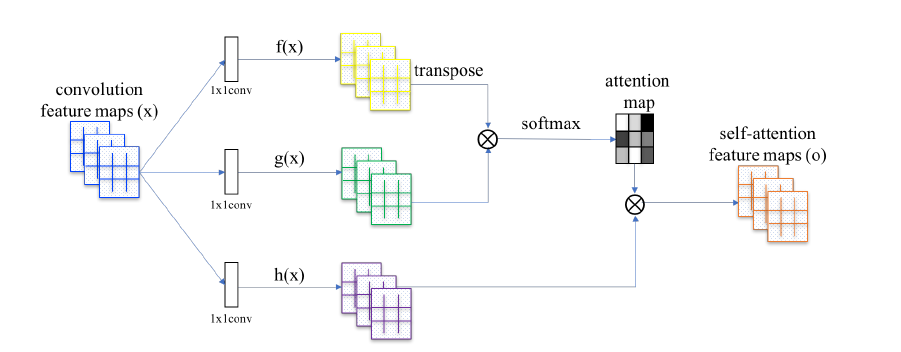 convolution
feature maps (x)
f(x)
1x1conv
transpose
g(x)
1x1conv
h(x)
1x1conv
softmax
attention
map
self-attention
feature maps (o)